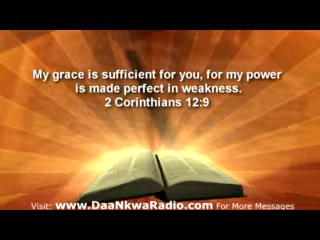 My grace is sufficient for you, for my power
is made perfect in weakness.
2 Corinthians 12:9
Visit: www.DaaNkwaRadio.com For More Messages